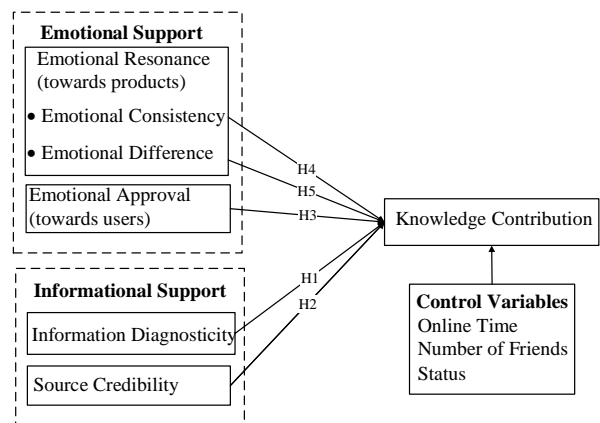 Emotional Support
Emotional Resonance
(towards products)
• Emotional Consistency
• Emotional Difference
Emotional Approval
(towards users)
H4
H5
H3
Knowledge Contribution
Informational Support
Information Diagnosticity
Source Credibility
H1
H2
Control Variables
Online Time
Number of Friends
Status